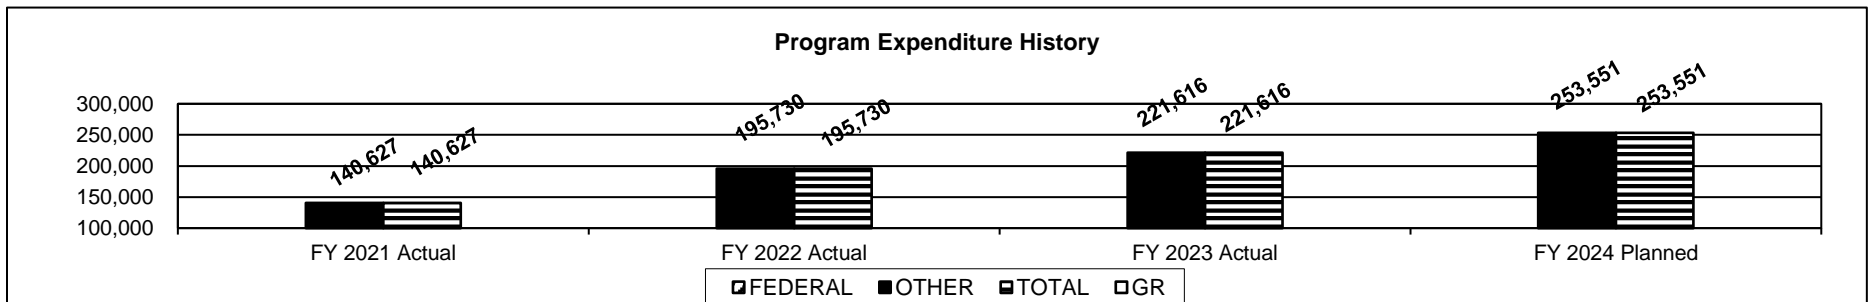 Program Expenditure History
300,000
250,000
200,000
150,000
100,000
140,627
140,627
195,730
195,730
221,616
221,616
253,551
253,551
FY 2021 Actual
FY 2022 Actual
FY 2023 Actual
FY 2024 Planned
FEDERAL OTHER TOTAL GR